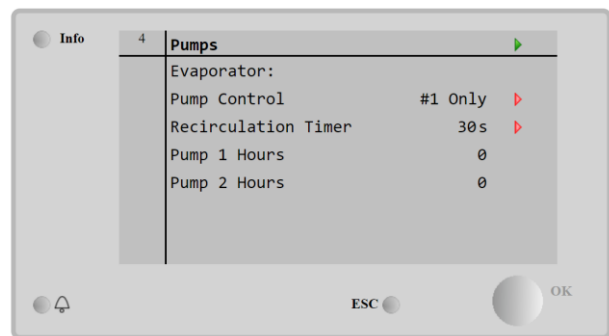 Info
4 Pumps
Evaporator:
Pump Control #1 Only
Recirculation Timer 30s
Pump 1 Hours 0
Pump 2 Hours 0
ESC
OK